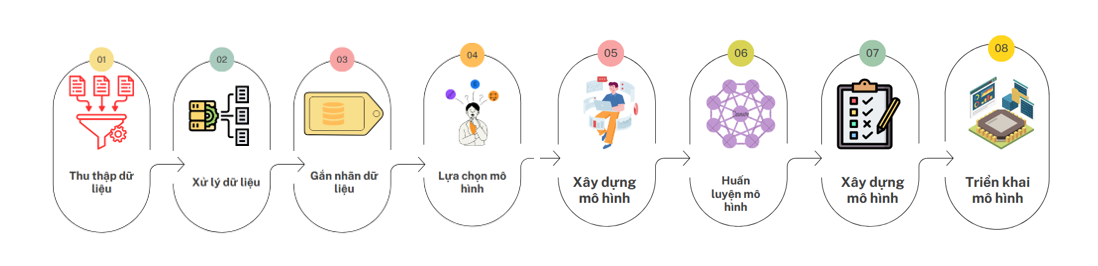 01
02
03
04
05
06
07
08
Thu thập dữ
liệu
Xử lý dữ liệu
Gắn nhãn dữ
liệu
Lựa chọn mô
hình
Xây dựng
mô hình
Huấn
luyện mô
hình
Xây dựng
mô hình
Triển khai
mô hình